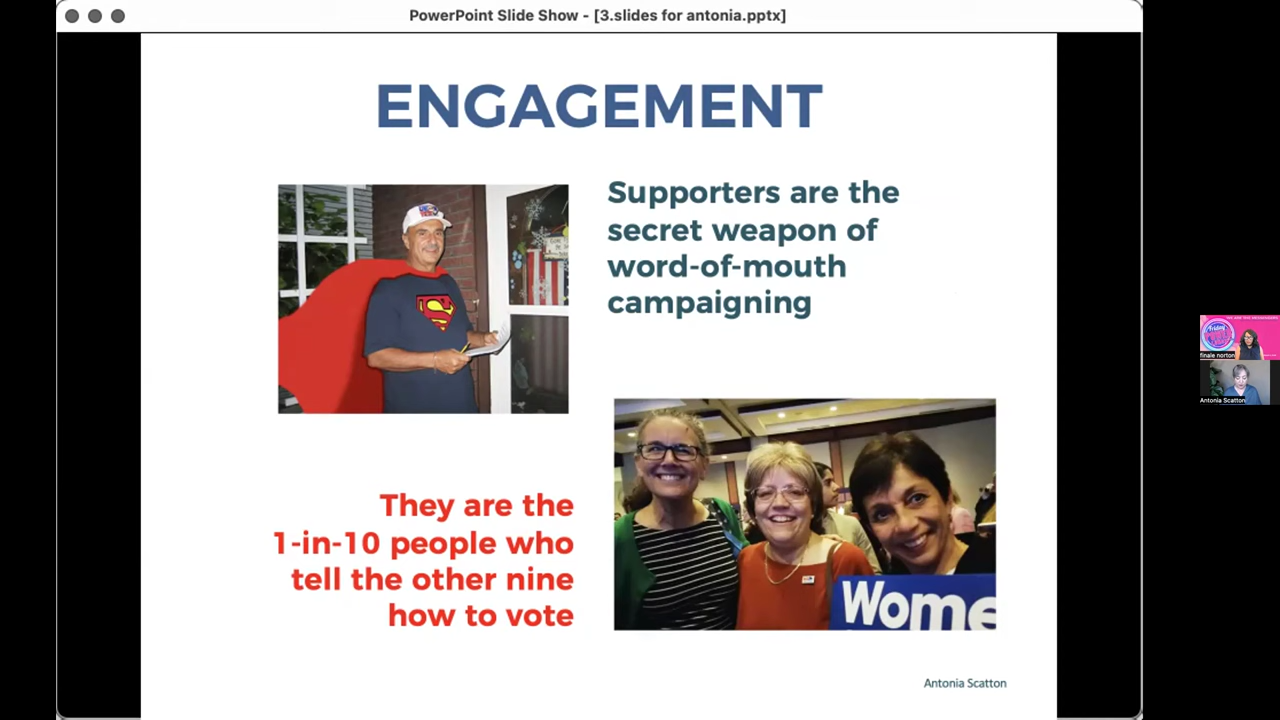 PowerPoint Slide Show - [3.slides for antonia.pptx]
ENGAGEMENT
Supporters are the
secret weapon of
word-of-mouth
campaigning
They are the
1-in-10 people who
tell the other nine
how to vote
Wome
Antonia Scatton
finale norton
Antonia Scatton